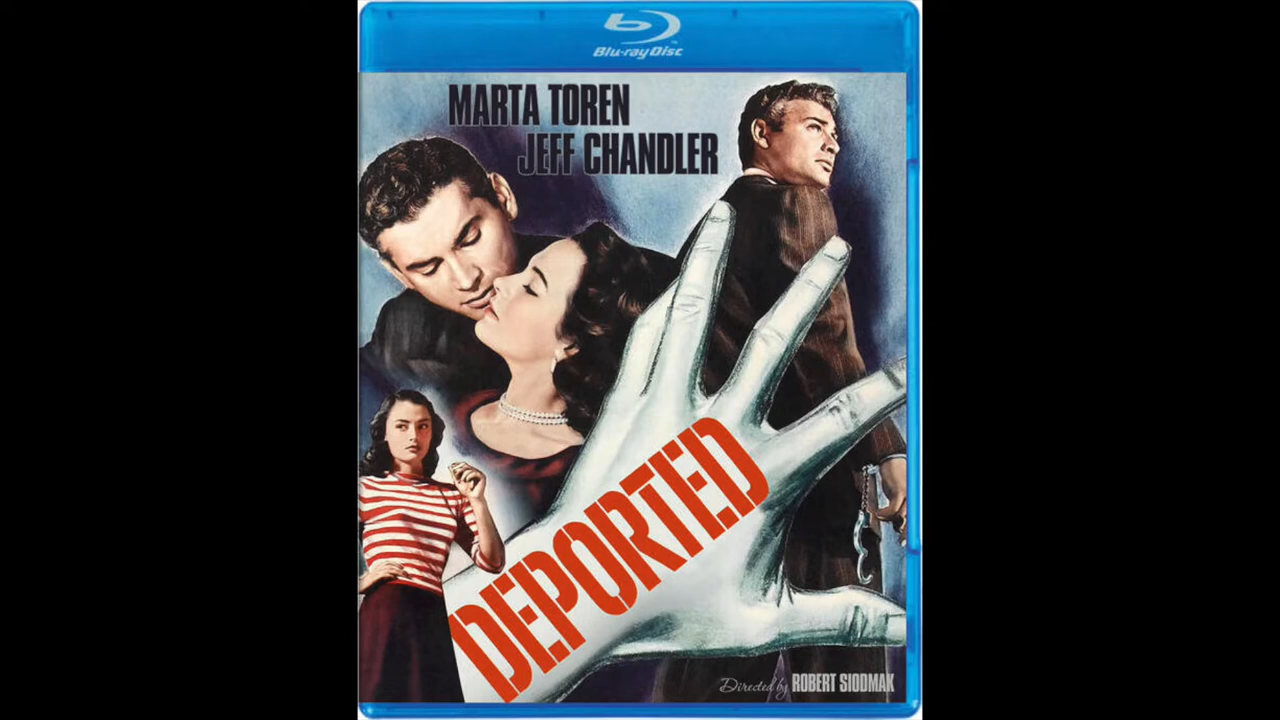 Blu-ray Disc
MARTA TOREN
JEFF CHANDLER
DEPORTED
Directed by ROBERT SIODMAK